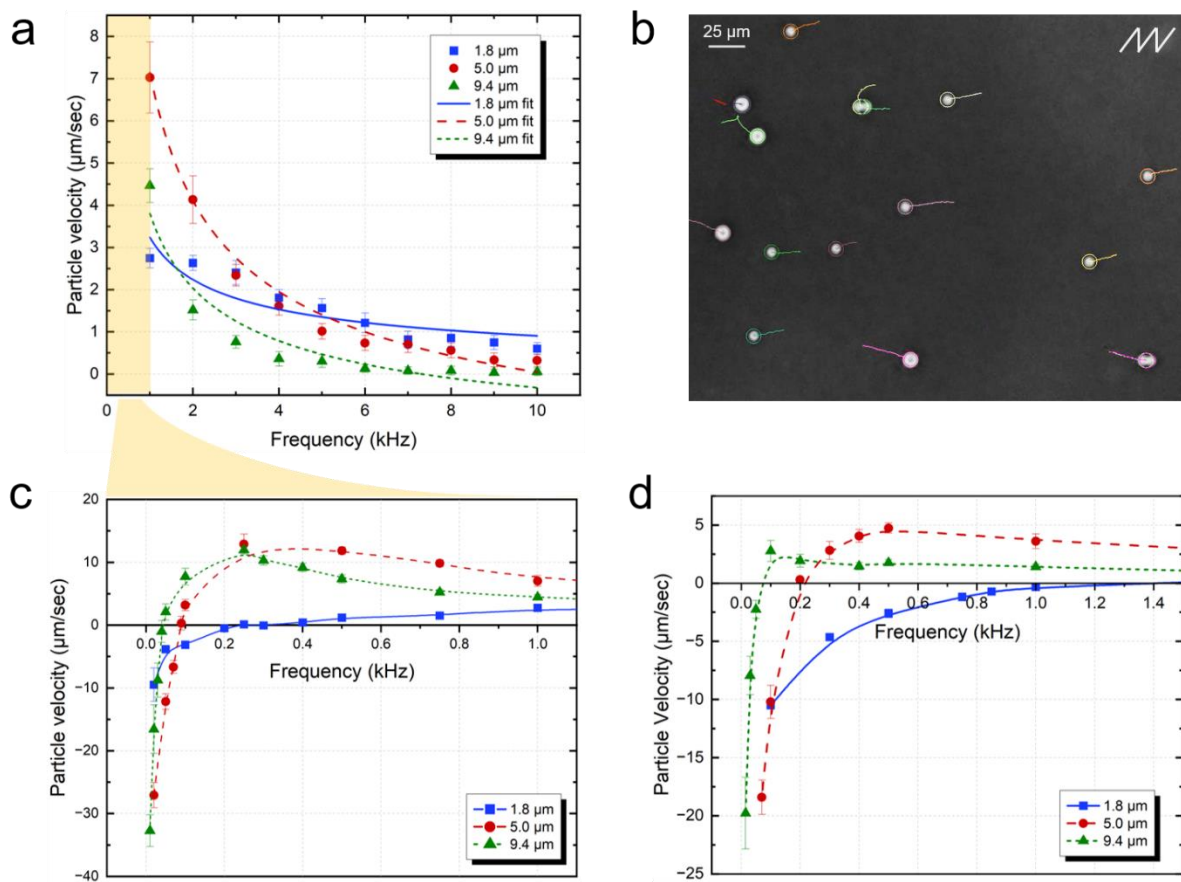 a
8
7
6
5
4
3
2
1
0
Particle velocity (μm/sec)
0
2
4
6
8
10
Frequency (kHz)
1.8 μm
5.0 μm
9.4 μm
1.8 μm fit
5.0 μm fit
9.4 μm fit
b
25 μm
c
20
10
0
−10
−20
−30
−40
Particle velocity (μm/sec)
0.0
0.2
0.4
0.6
0.8
1.0
Frequency (kHz)
1.8 μm
5.0 μm
9.4 μm
d
5
0
−5
−10
−15
−20
−25
Particle Velocity (μm/sec)
0.0
0.2
0.4
0.6
0.8
1.0
1.2
1.4
Frequency (kHz)
1.8 μm
5.0 μm
9.4 μm